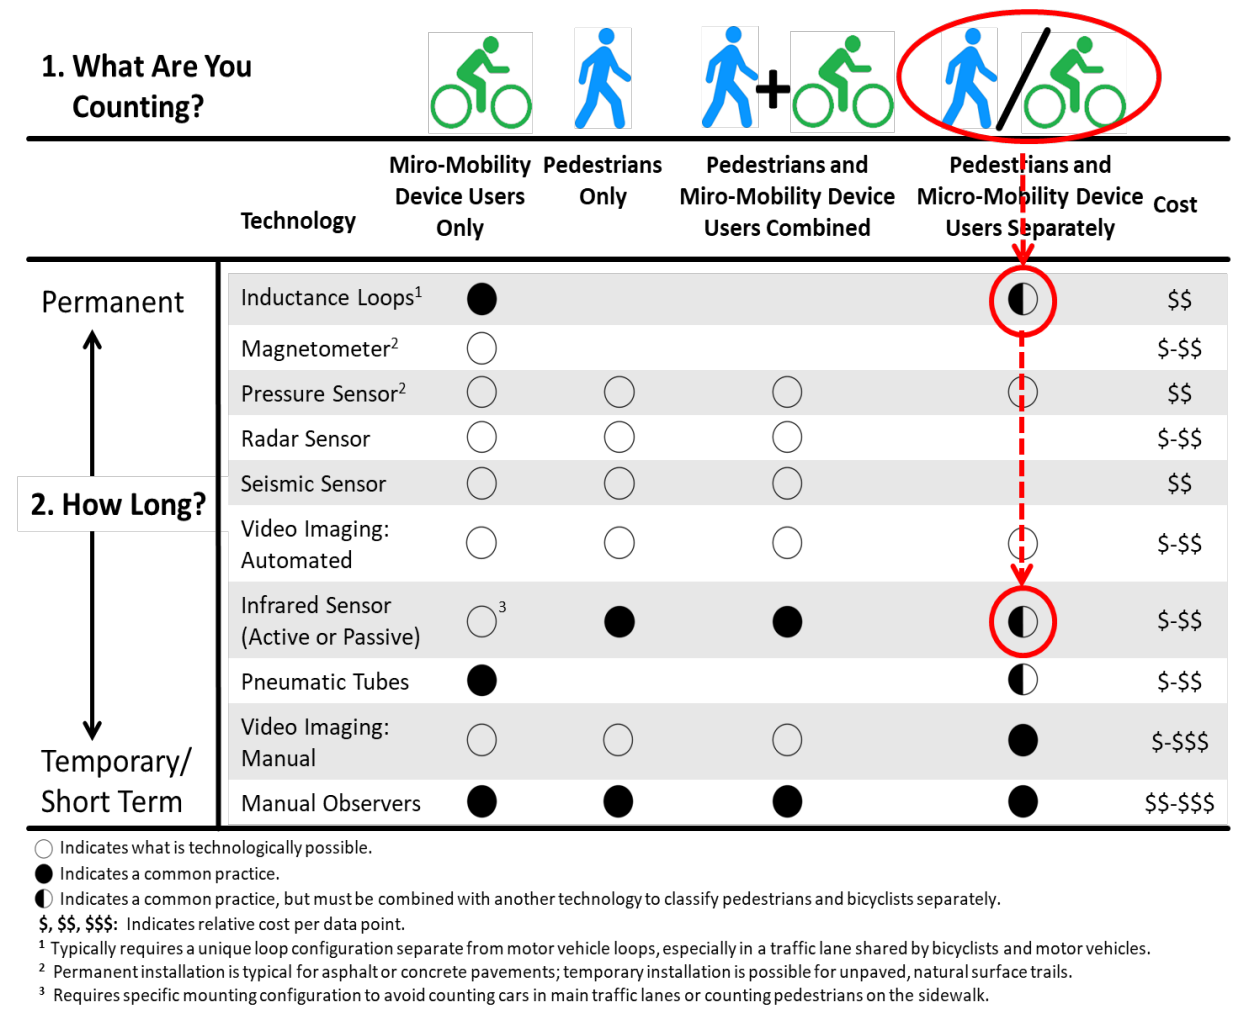 1. What Are You
Counting?
+
/
Miro-Mobility
Device Users
Only
Pedestrians
Only
Pedestrians and
Miro-Mobility Device
Users Combined
Pedestrians and
Micro-Mobility Device
Users Separately
Technology
Cost
Permanent
2. How Long?
Temporary/
Short Term
Inductance Loops¹ $$
Magnetometer² $-$$
Pressure Sensor² $$
Radar Sensor $-$$
Seismic Sensor $$
Video Imaging:
Automated $-$$
Infrared Sensor
(Active or Passive) 3 $-$$
Pneumatic Tubes $-$$
Video Imaging:
Manual $-$$$
Manual Observers $$-$$$
Indicates what is technologically possible.
Indicates a common practice.
Indicates a common practice, but must be combined with another technology to classify pedestrians and bicyclists separately.
$, $$, $$$: Indicates relative cost per data point.
¹ Typically requires a unique loop configuration separate from motor vehicle loops, especially in a traffic lane shared by bicyclists and motor vehicles.
² Permanent installation is typical for asphalt or concrete pavements; temporary installation is possible for unpaved, natural surface trails.
³ Requires specific mounting configuration to avoid counting cars in main traffic lanes or counting pedestrians on the sidewalk.